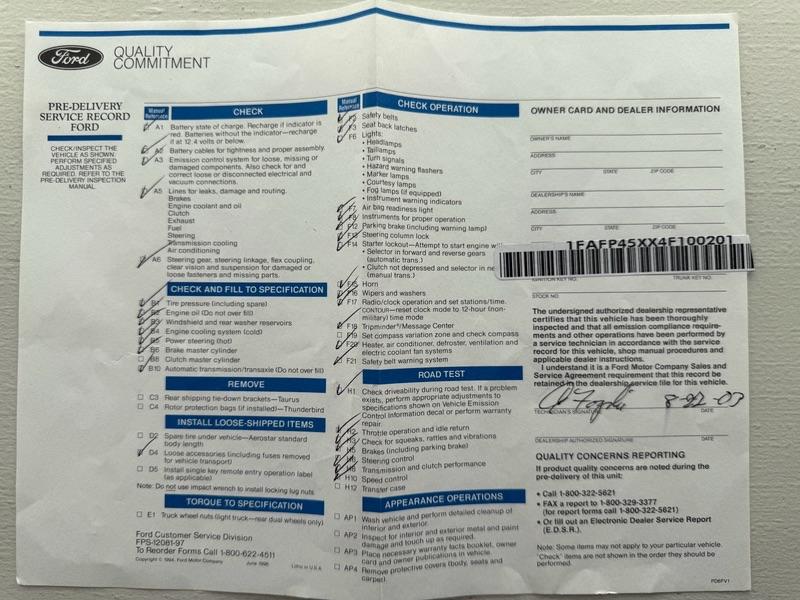 Ford
QUALITY
COMMITMENT
PRE-DELIVERY
SERVICE RECORD
FORD
CHECK/INSPECT THE
VEHICLE AS SHOWN.
PERFORM SPECIFIED
ADJUSTMENTS AS
REQUIRED. REFER TO THE
PRE-DELIVERY INSPECTION
MANUAL.
Manual
Reference
CHECK
A1 Battery state of charge. Recharge if indicator is
red. Batteries without the indicator—recharge
if at 12.4 volts or below.
A2 Battery cables for tightness and proper assembly.
A3 Emission control system for loose, missing or
damaged components. Also check for and
correct loose or disconnected electrical and
vacuum connections.
A5 Lines for leaks, damage and routing.
Brakes
Engine coolant and oil
Clutch
Exhaust
Fuel
Steering
Transmission cooling
Air conditioning
A6 Steering gear, steering linkage, flex coupling,
clear vision and suspension for damaged or
loose fasteners and missing parts.
CHECK AND FILL TO SPECIFICATION
B1 Tire pressure (including spare)
B2 Engine oil (Do not over fill)
B3 Windshield and rear washer reservoirs
B4 Engine cooling system (cold)
B5 Power steering (hot)
B6 Brake master cylinder
B8 Clutch master cylinder
B10 Automatic transmission/transaxle (Do not over fill)
REMOVE
C3 Rear shipping tie-down brackets—Taurus
C4 Rotor protection bags (if installed)—Thunderbird
INSTALL LOOSE-SHIPPED ITEMS
D2 Spare tire under vehicle—Aerostar standard
body length
D4 Loose accessories (including fuses removed
for vehicle transport)
D5 Install single key remote entry operation label
(as applicable)
Note: Do not use impact wrench to install locking lug nuts.
TORQUE TO SPECIFICATION
E1 Truck wheel nuts (light truck—rear dual wheels only)
Ford Customer Service Division
FPS-12081-97
To Reorder Forms Call 1-800-622-4511
Copyright © 1994, Ford Motor Company June 1996 Litho in U.S.A.
Manual
Reference
CHECK OPERATION
Safety belts
F3 Seat back latches
F6 Lights:
• Headlamps
• Taillamps
• Turn signals
• Hazard warning flashers
• Marker lamps
• Courtesy lamps
• Fog lamps (if equipped)
• Instrument warning indicators
F7 Air bag readiness light
F8 Instruments for proper operation
F12 Parking brake (including warning lamp)
F13 Steering column lock
F14 Starter lockout—Attempt to start engine
• Selector in forward and reverse gears
(automatic trans.)
• Clutch not depressed and selector in
(manual trans.)
F15 Horn
F16 Wipers and washers
F17 Radio/clock operation and set stations/time.
CONTOUR—reset clock mode to 12-hour (non-
military) time mode
F18 Tripminder®/Message Center
F19 Set compass variation zone and check compass
F20 Heater, air conditioner, defroster, ventilation and
electric coolant fan systems
F21 Safety belt warning system
ROAD TEST
H1 Check driveability during road test. If a problem
exists, perform appropriate adjustments to
specifications shown on Vehicle Emission
Control Information decal or perform warranty
repair.
H2 Throttle operation and idle return
H3 Check for squeaks, rattles and vibrations
H5 Brakes (including parking brake)
H6 Steering control
H8 Transmission and clutch performance
H10 Speed control
H12 Transfer case
APPEARANCE OPERATIONS
AP1 Wash vehicle and perform detailed cleanup of
interior and exterior.
AP2 Inspect for interior and exterior metal and paint
damage and touch up as required.
AP3 Place necessary warranty facts booklet, owner
card and owner publications in vehicle.
AP4 Remove protective covers (body, seats and
carpet).
OWNER CARD AND DEALER INFORMATION
OWNER'S NAME
ADDRESS
CITY STATE ZIP CODE
DEALERSHIP'S NAME
ADDRESS
CITY STATE ZIP CODE
1FAFP45XX4F100201
IGNITION KEY NO. TRUNK KEY NO.
STOCK NO.
The undersigned authorized dealership representative
certifies that this vehicle has been thoroughly
inspected and that all emission compliance require-
ments and other operations have been performed by
a service technician in accordance with the service
record for this vehicle, shop manual procedures and
applicable dealer instructions.
I understand it is a Ford Motor Company Sales and
Service Agreement requirement that this record be
retained in the dealership service file for this vehicle.
8-22-03
TECHNICIAN'S SIGNATURE DATE
DEALERSHIP AUTHORIZED SIGNATURE DATE
QUALITY CONCERNS REPORTING
If product quality concerns are noted during the
pre-delivery of this unit:
• Call 1-800-322-5621
• FAX a report to 1-800-329-3377
(for report forms call 1-800-322-5621)
• Or fill out an Electronic Dealer Service Report
(E.D.S.R.).
Note: Some items may not apply to your particular vehicle.
"Check" items are not shown in the order they should be
performed.
PD6FV1